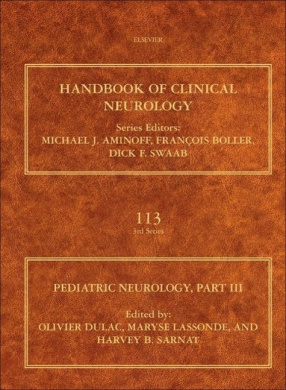 ELSEVIER
HANDBOOK OF CLINICAL
NEUROLOGY
Series Editors:
MICHAEL J. AMINOFF, FRANÇOIS BOLLER,
DICK F. SWAAB
113
3rd Series
PEDIATRIC NEUROLOGY, PART III
Edited by:
OLIVIER DULAC, MARYSE LASSONDE, AND
HARVEY B. SARNAT